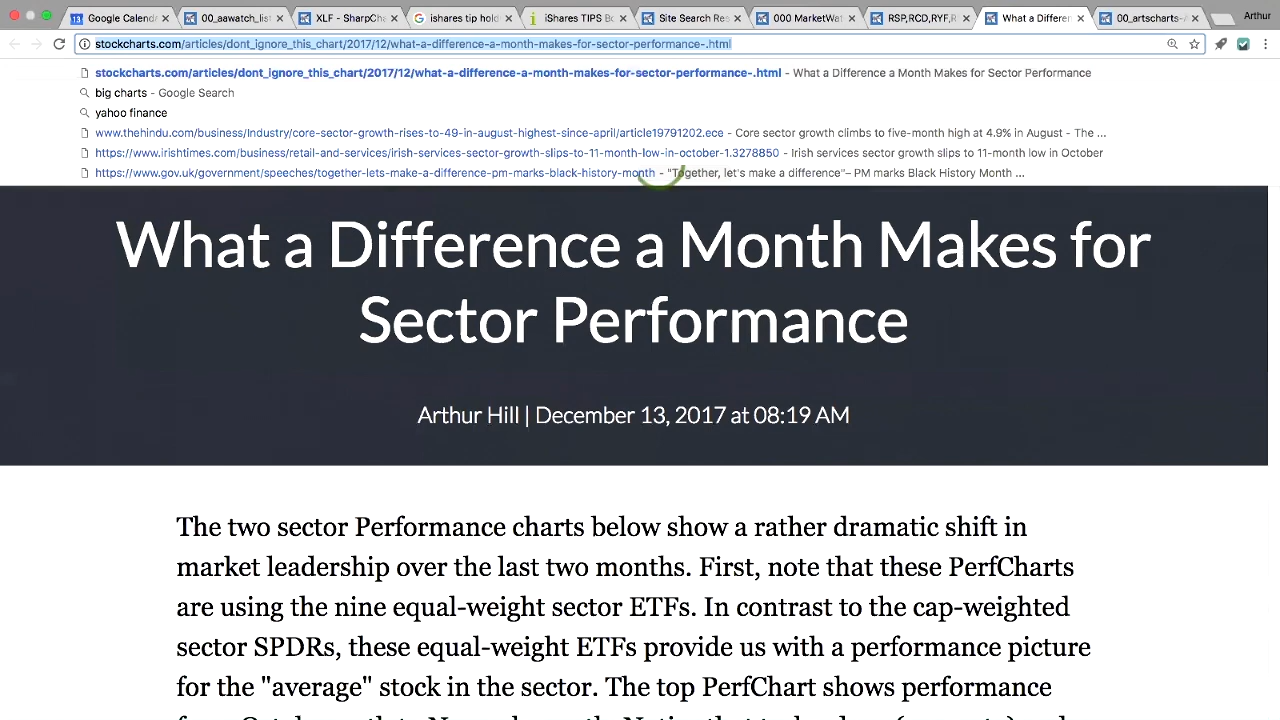 Google Calend
00_aawatch_lis
XLF - SharpCha
ishares tip hold
iShares TIPS Bo
Site Search Res
000 MarketWat
RSP,RCD,RYF,R
What a Differen
00_artscharts-A
Arthur
stockcharts.com/articles/dont_ignore_this_chart/2017/12/what-a-difference-a-month-makes-for-sector-performance-.html
stockcharts.com/articles/dont_ignore_this_chart/2017/12/what-a-difference-a-month-makes-for-sector-performance-.html - What a Difference a Month Makes for Sector Performance
big charts - Google Search
yahoo finance
www.thehindu.com/business/Industry/core-sector-growth-rises-to-49-in-august-highest-since-april/article19791202.ece - Core sector growth climbs to five-month high at 4.9% in August - The ...
https://www.irishtimes.com/business/retail-and-services/irish-services-sector-growth-slips-to-11-month-low-in-october-1.3278850 - Irish services sector growth slips to 11-month low in October
https://www.gov.uk/government/speeches/together-lets-make-a-difference-pm-marks-black-history-month - "Together, let's make a difference"– PM marks Black History Month ...
What a Difference a Month Makes for
Sector Performance
Arthur Hill | December 13, 2017 at 08:19 AM
The two sector Performance charts below show a rather dramatic shift in
market leadership over the last two months. First, note that these PerfCharts
are using the nine equal-weight sector ETFs. In contrast to the cap-weighted
sector SPDRs, these equal-weight ETFs provide us with a performance picture
for the "average" stock in the sector. The top PerfChart shows performance